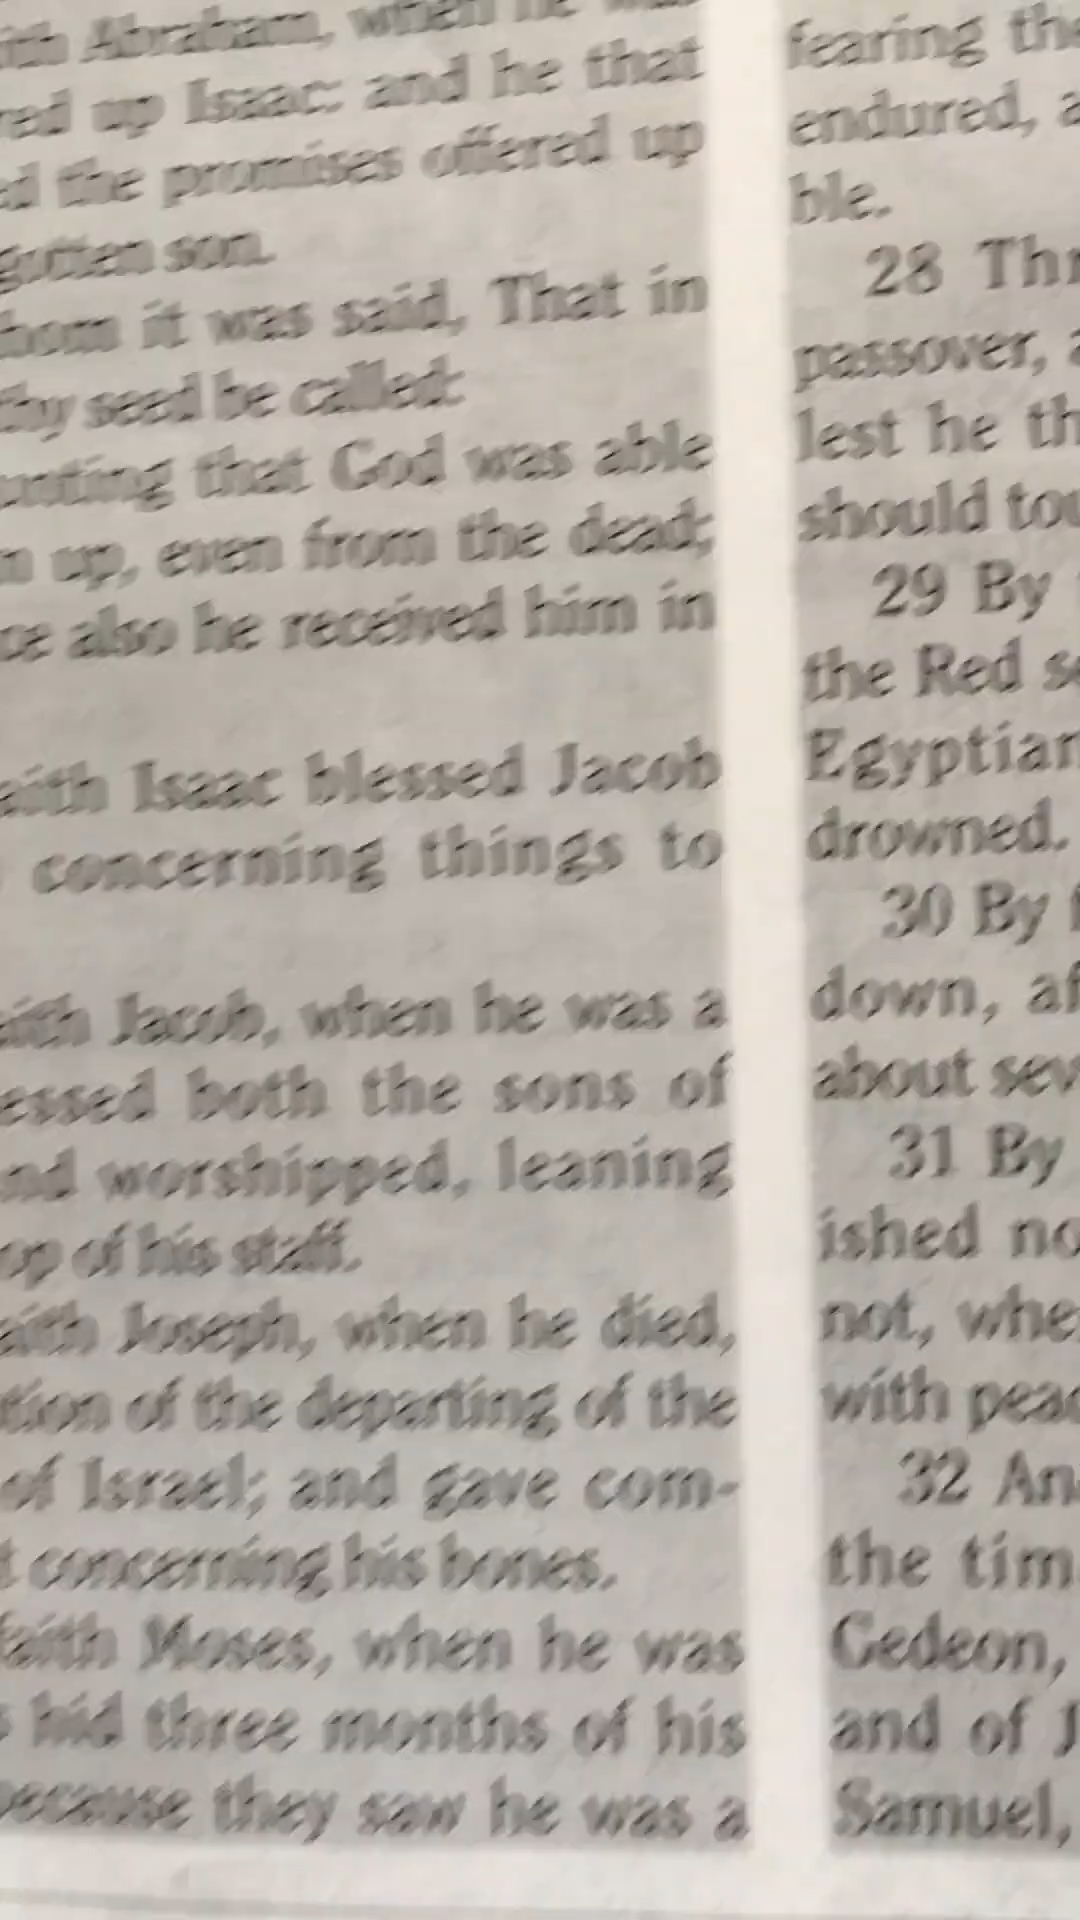 ith Abraham, when he was
red up Isaac: and he that
ed the promises offered up
gotten son.
hom it was said, That in
thy seed be called:
unting that God was able
m up, even from the dead;
ce also he received him in
aith Isaac blessed Jacob
concerning things to
aith Jacob, when he was a
essed both the sons of
nd worshipped, leaning
op of his staff.
aith Joseph, when he died,
tion of the departing of the
of Israel; and gave com-
t concerning his bones.
faith Moses, when he was
s hid three months of his
because they saw he was a
fearing the
endured, a
ble.
28 Thr
passover, a
lest he th
should tou
29 By
the Red se
Egyptian
drowned.
30 By f
down, af
about sev
31 By
ished no
not, whe
with peac
32 An
the tim
Gedeon,
and of J
Samuel,